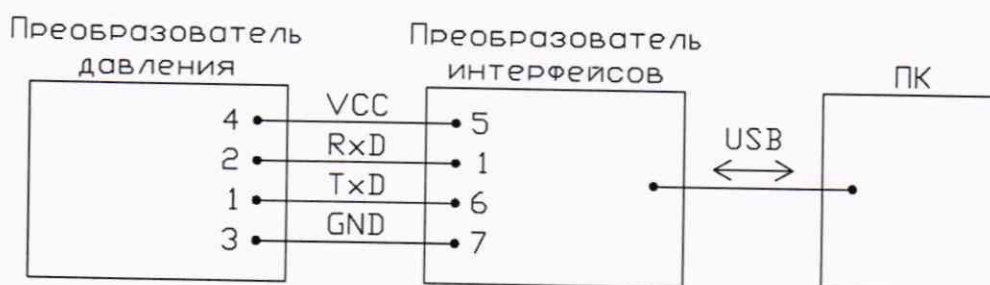 Преобразователь
давления
Преобразователь
интерфейсов
ПК
4 VCC 5
2 RxD 1
1 TxD 6
3 GND 7
USB